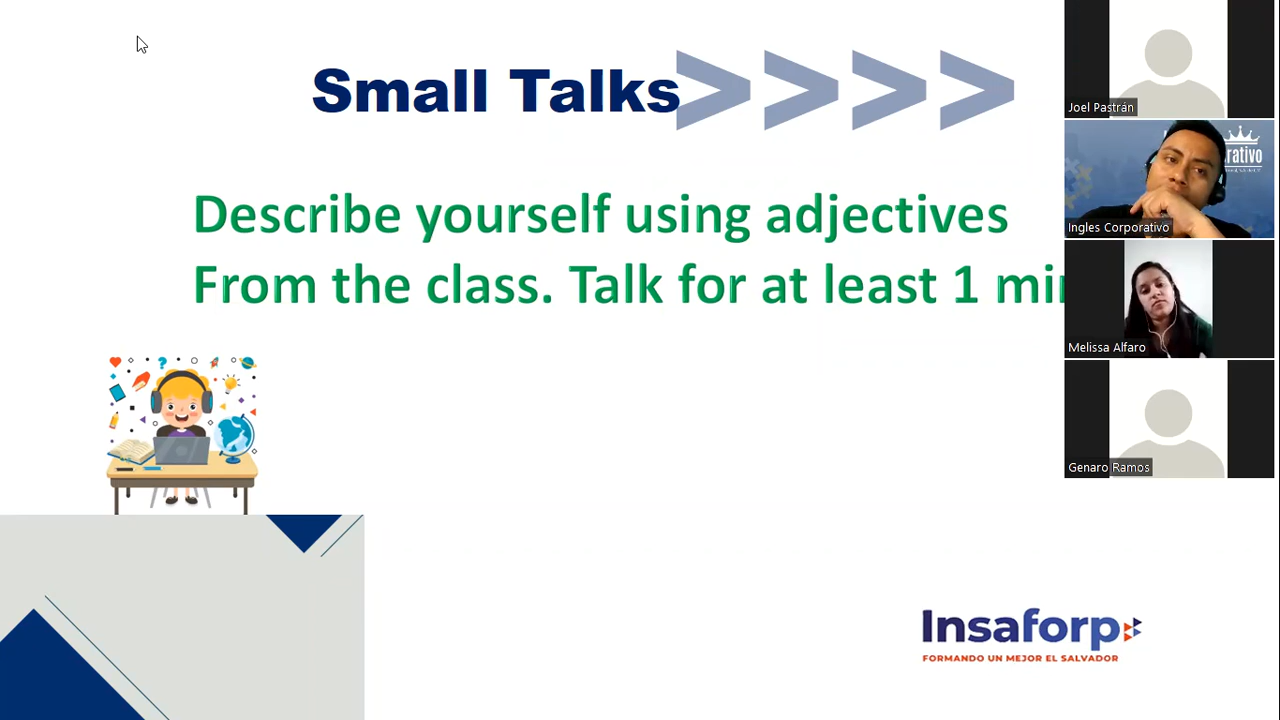 Small Talks>>>>
Describe yourself using adjectives
From the class. Talk for at least 1
Insaforp
FORMANDO UN MEJOR EL SALVADOR
Joel Pastrán
rativo
Ingles Corporativo
Melissa Alfaro
Genaro Ramos